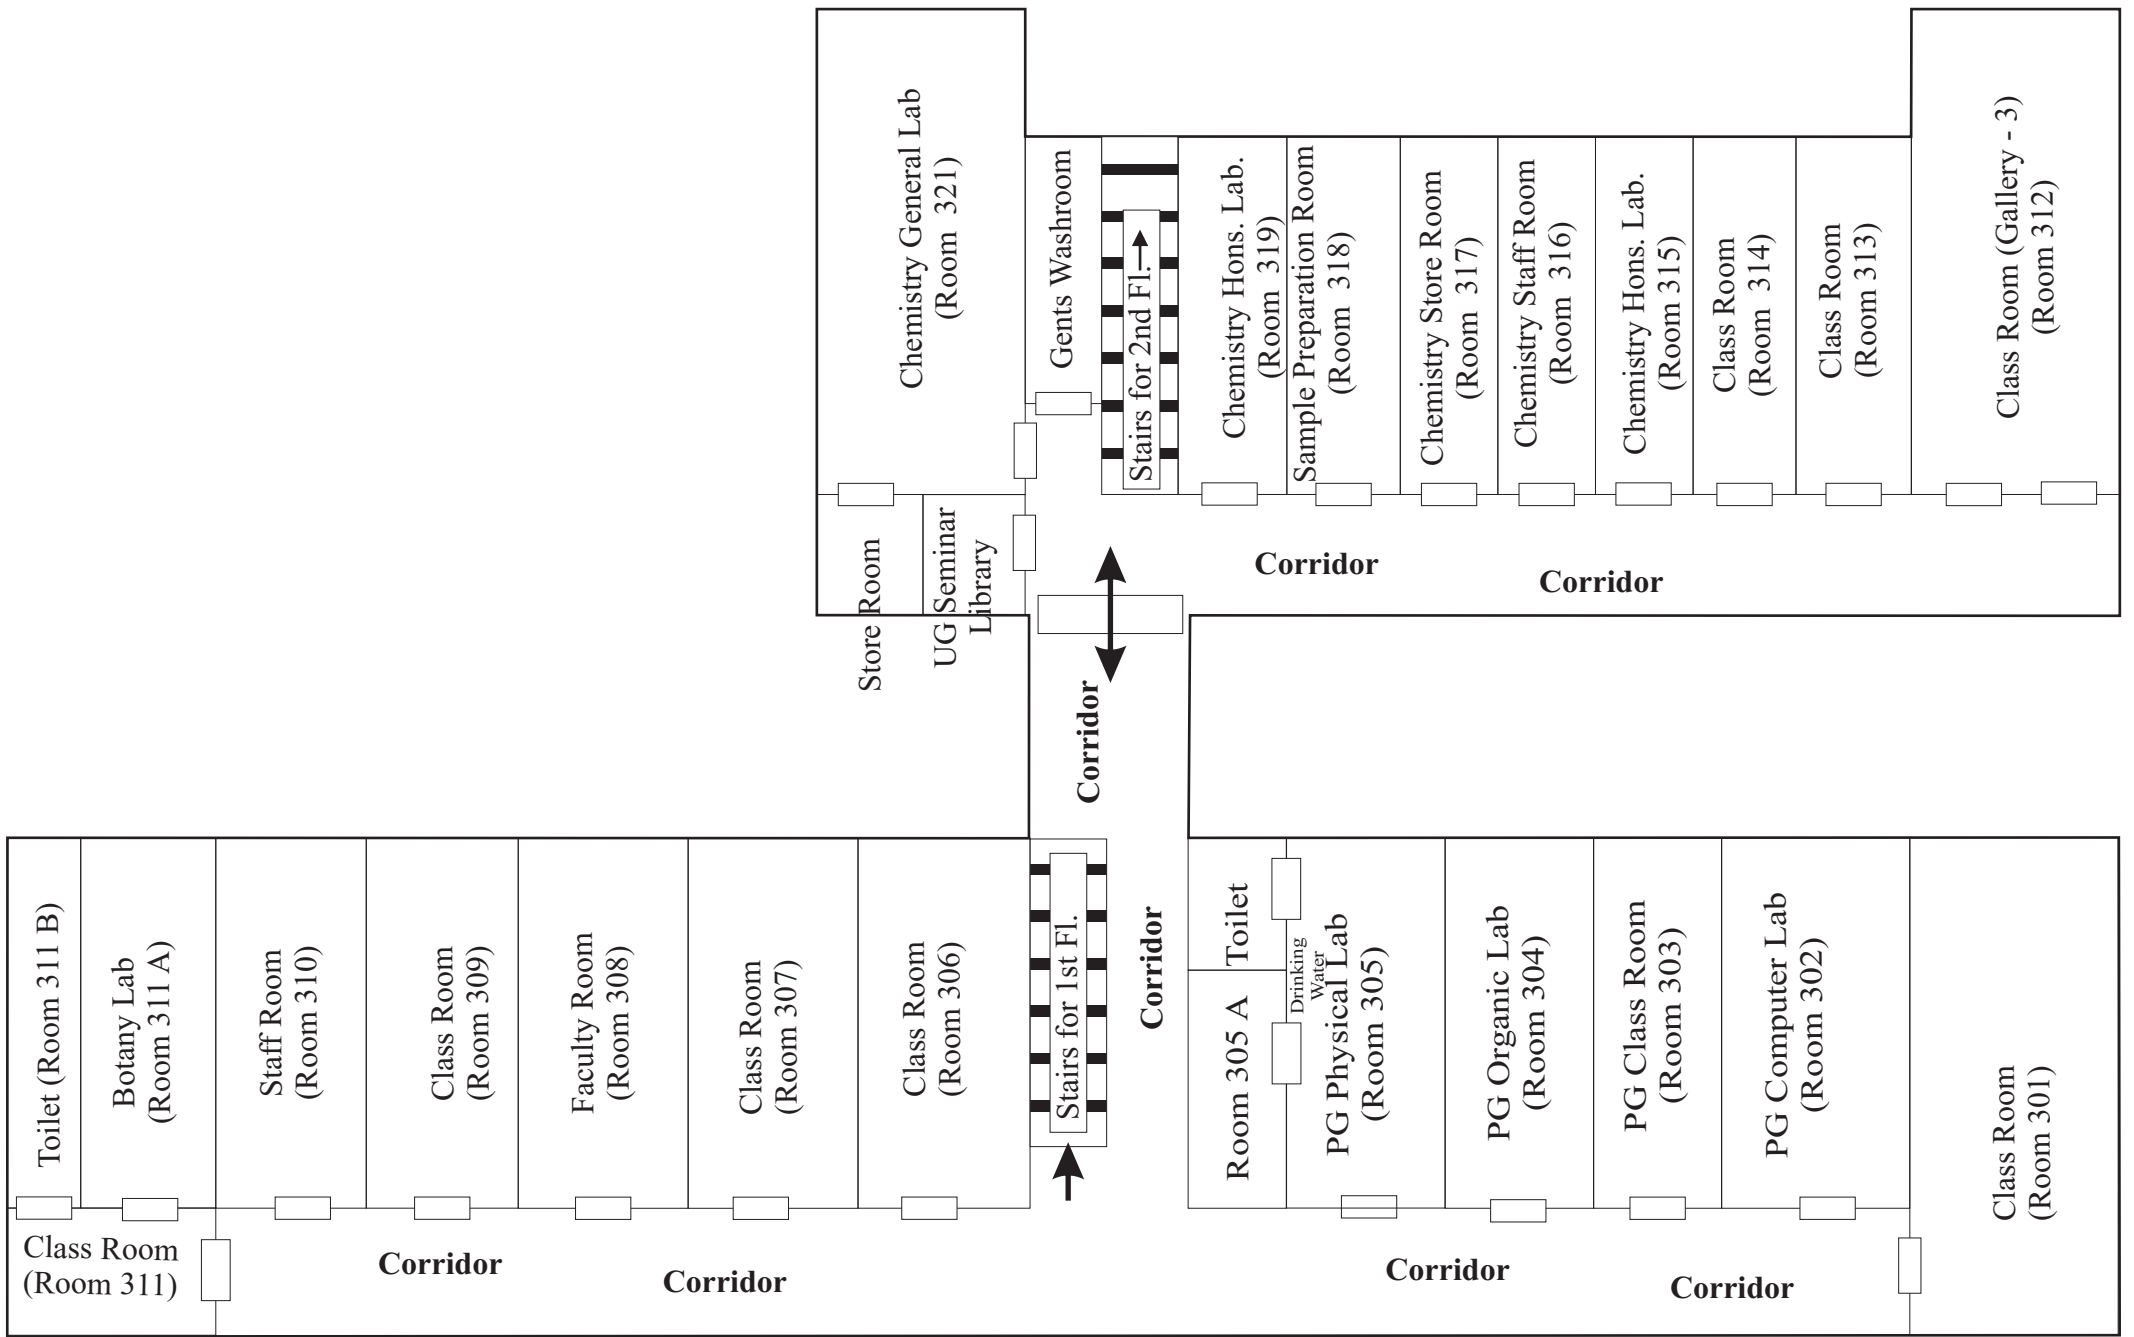 Chemistry General Lab
(Room 321)
Gents Washroom
Stairs for 2nd Fl.
Chemistry Hons. Lab.
(Room 319)
Sample Preparation Room
(Room 318)
Chemistry Store Room
(Room 317)
Chemistry Staff Room
(Room 316)
Chemistry Hons. Lab.
(Room 315)
Class Room
(Room 314)
Class Room
(Room 313)
Class Room (Gallery - 3)
(Room 312)
Store Room
UG Seminar
Library
Corridor
Corridor
Corridor
Toilet (Room 311 B)
Botany Lab
(Room 311 A)
Staff Room
(Room 310)
Class Room
(Room 309)
Faculty Room
(Room 308)
Class Room
(Room 307)
Class Room
(Room 306)
Stairs for 1st Fl.
Corridor
Toilet
Room 305 A
Drinking
Water
PG Physical Lab
(Room 305)
PG Organic Lab
(Room 304)
PG Class Room
(Room 303)
PG Computer Lab
(Room 302)
Class Room
(Room 301)
Class Room
(Room 311)
Corridor
Corridor
Corridor
Corridor